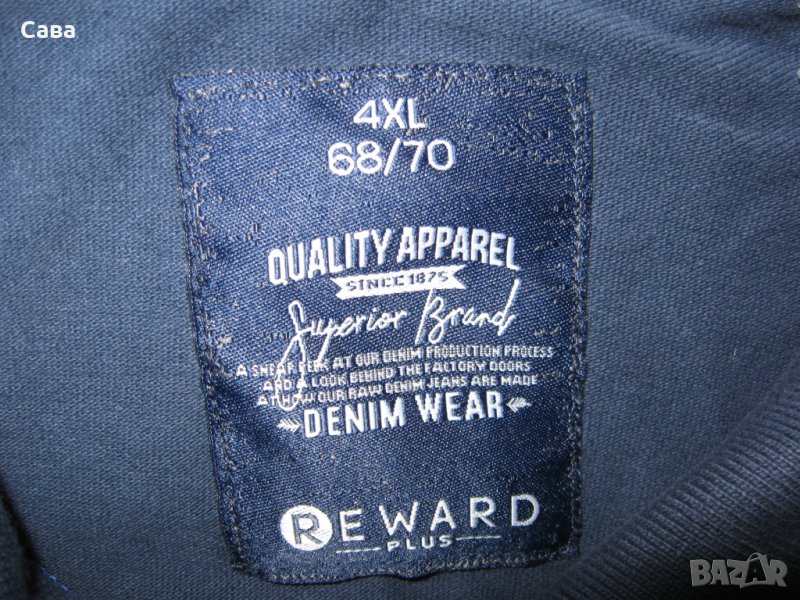 Сава
4XL
68/70
QUALITY APPAREL
SINCE 1875
Superior Brand
A SNEAK PEEK AT OUR DENIM PRODUCTION PROCESS
AND A LOOK BEHIND THE FACTORY DOORS
AT HOW OUR RAW DENIM JEANS ARE MADE
DENIM WEAR
REWARD
PLUS
BAZAR